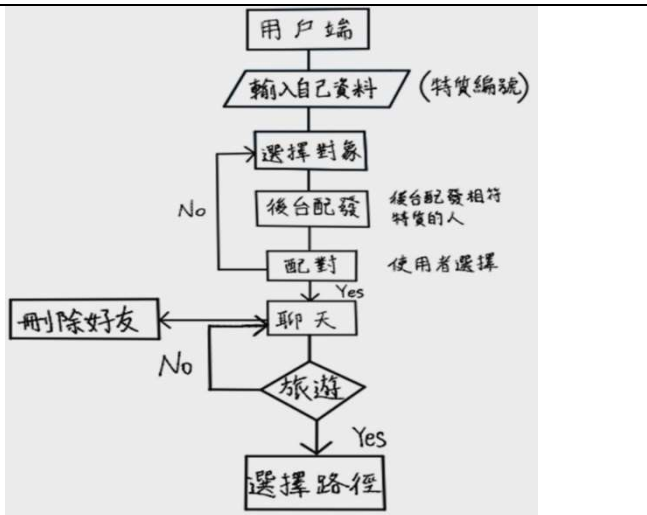 用戶端
輸入自己資料
(特質編號)
選擇對象
No
後台配發
後台配發相符
特質的人
配對
使用者選擇
Yes
刪除好友
聊天
No
旅遊
Yes
選擇路徑